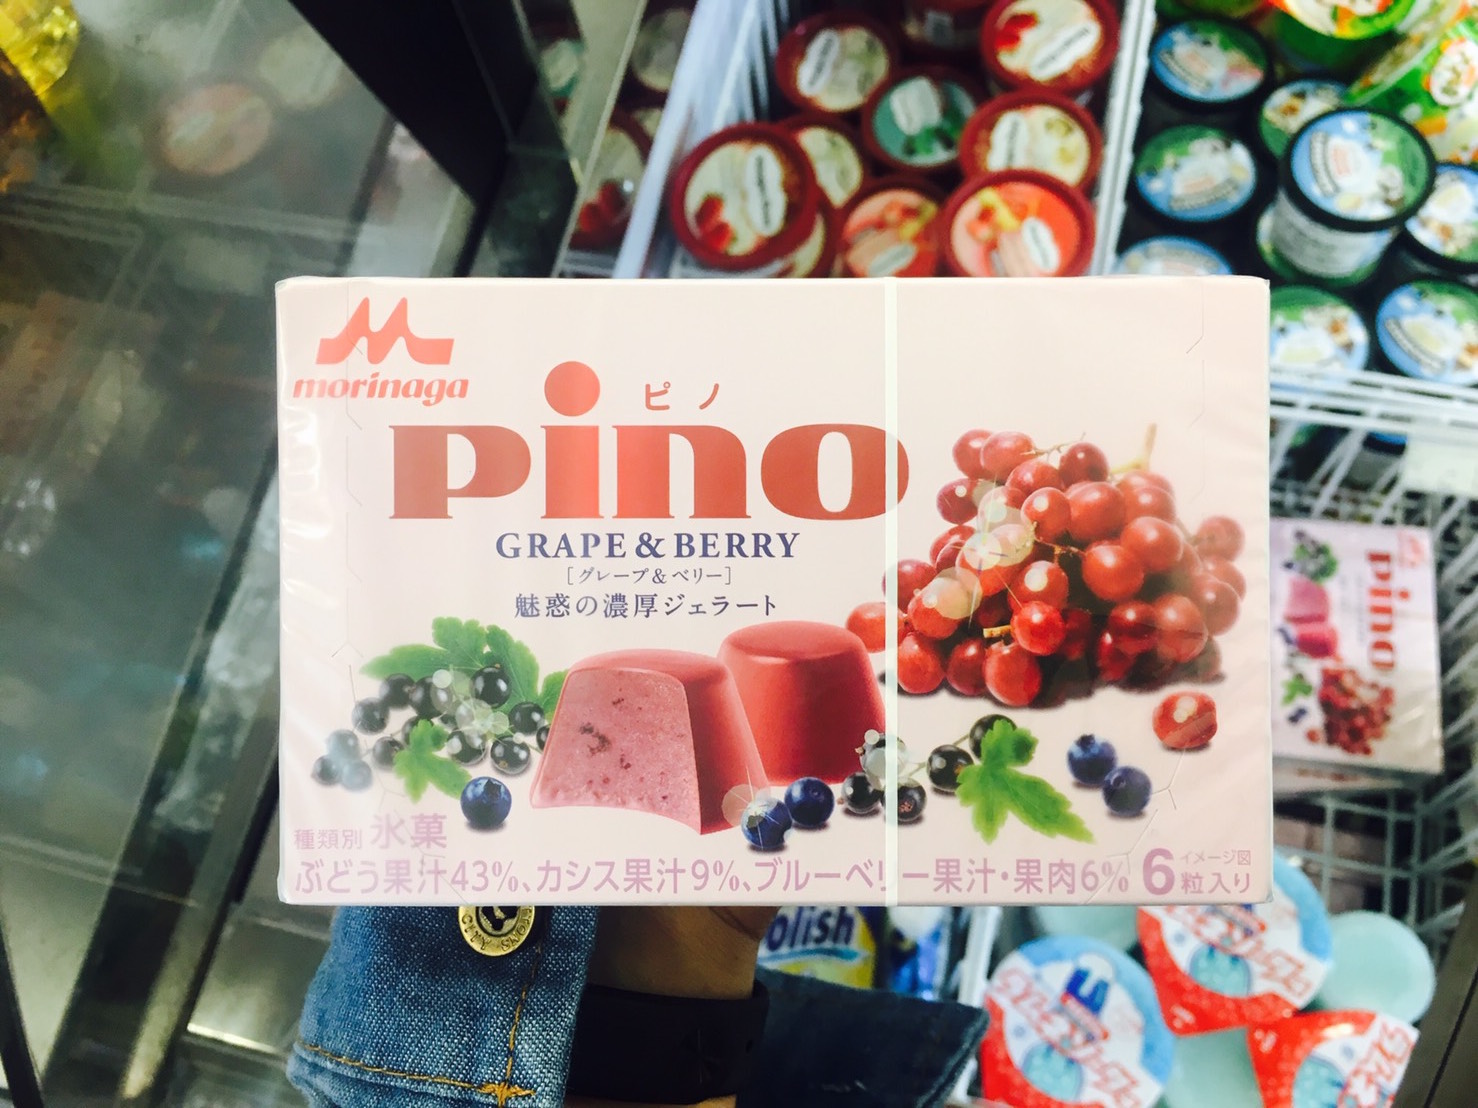 morinaga
ピノ
pino
GRAPE & BERRY
[グレープ&ベリー]
魅惑の濃厚ジェラート
種類別 氷菓
イメージ図
ぶどう果汁43%、カシス果汁9%、ブルーベリー果汁・果肉6% 6粒入り
pino
olish